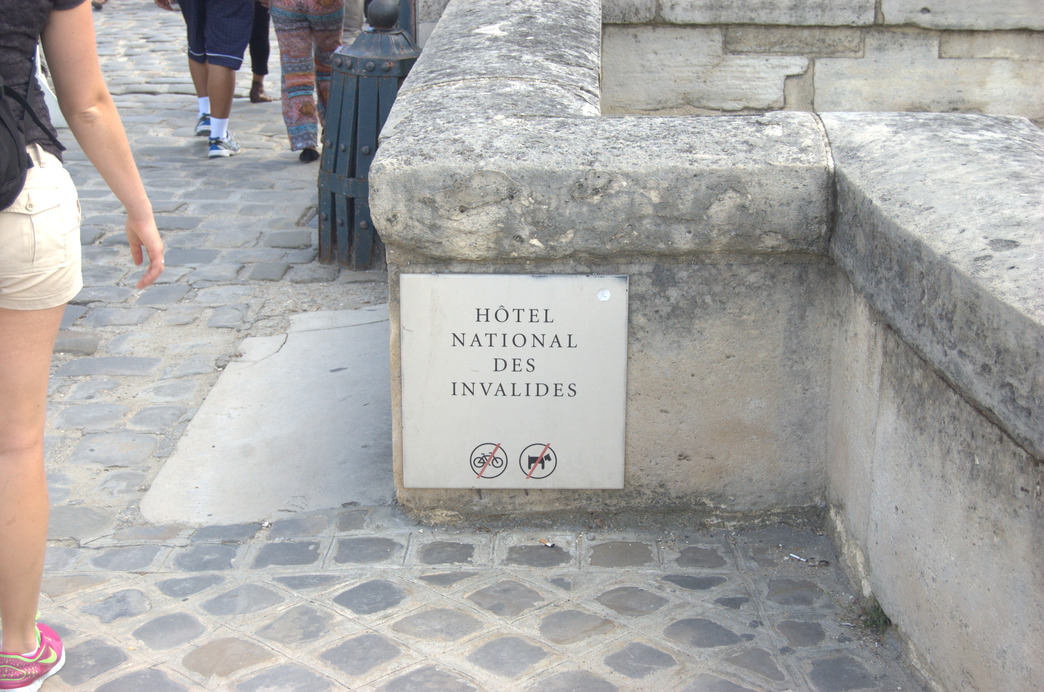 HÔTEL
NATIONAL
DES
INVALIDES